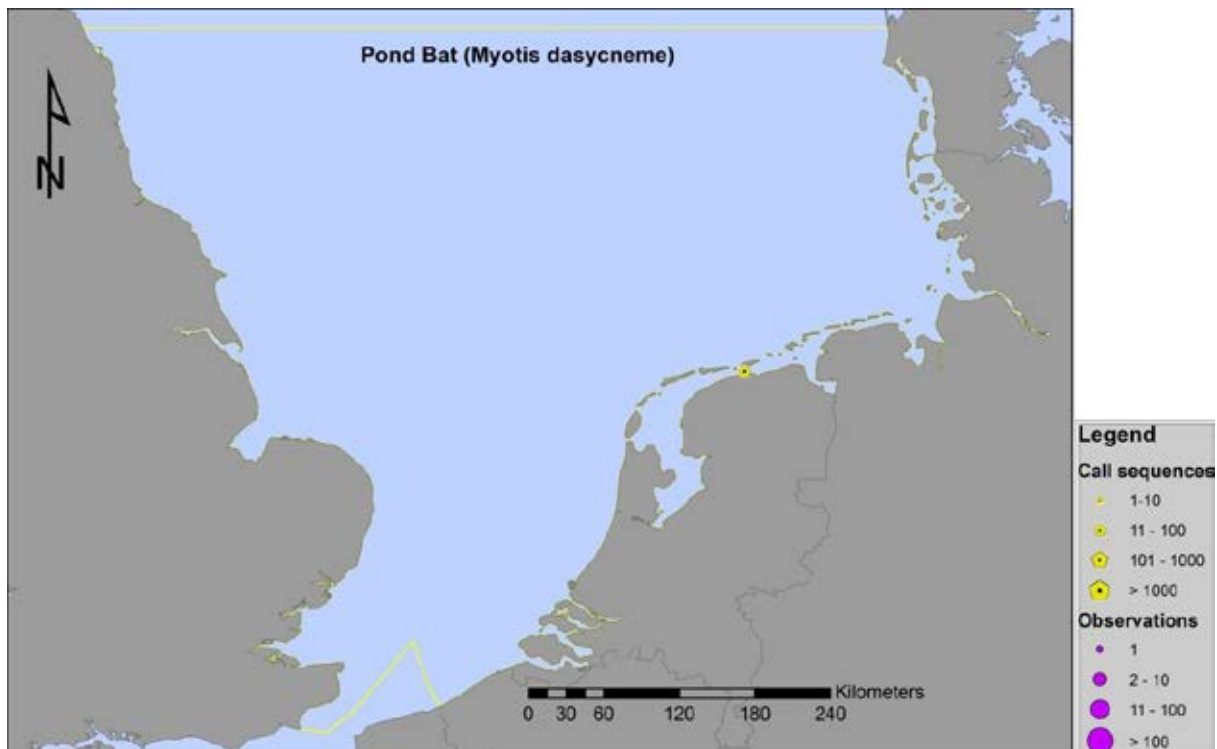 Pond Bat (Myotis dasycneme)
N
Kilometers
0 30 60 120 180 240
Legend
Call sequences
1-10
11 - 100
101 - 1000
> 1000
Observations
1
2 - 10
11 - 100
> 100